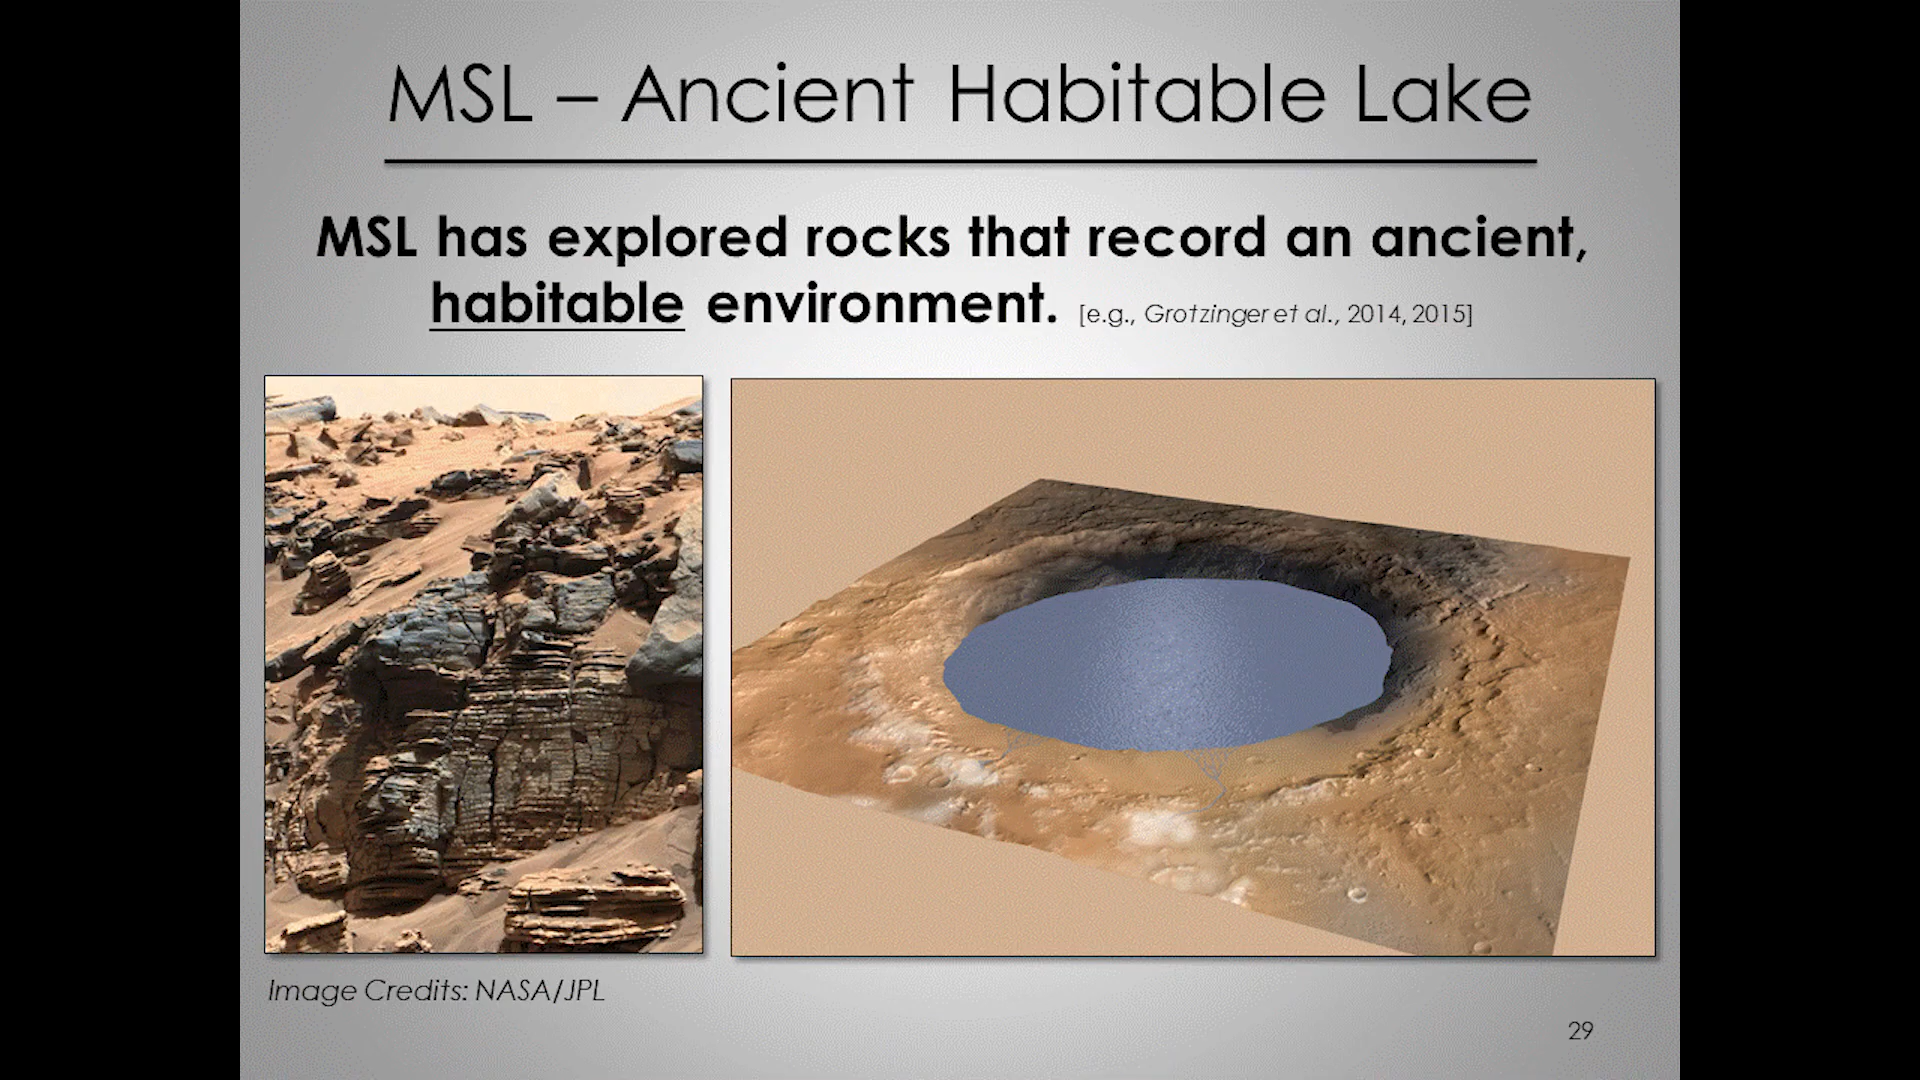 MSL – Ancient Habitable Lake
MSL has explored rocks that record an ancient,
habitable environment. [e.g., Grotzinger et al., 2014, 2015]
Image Credits: NASA/JPL
29